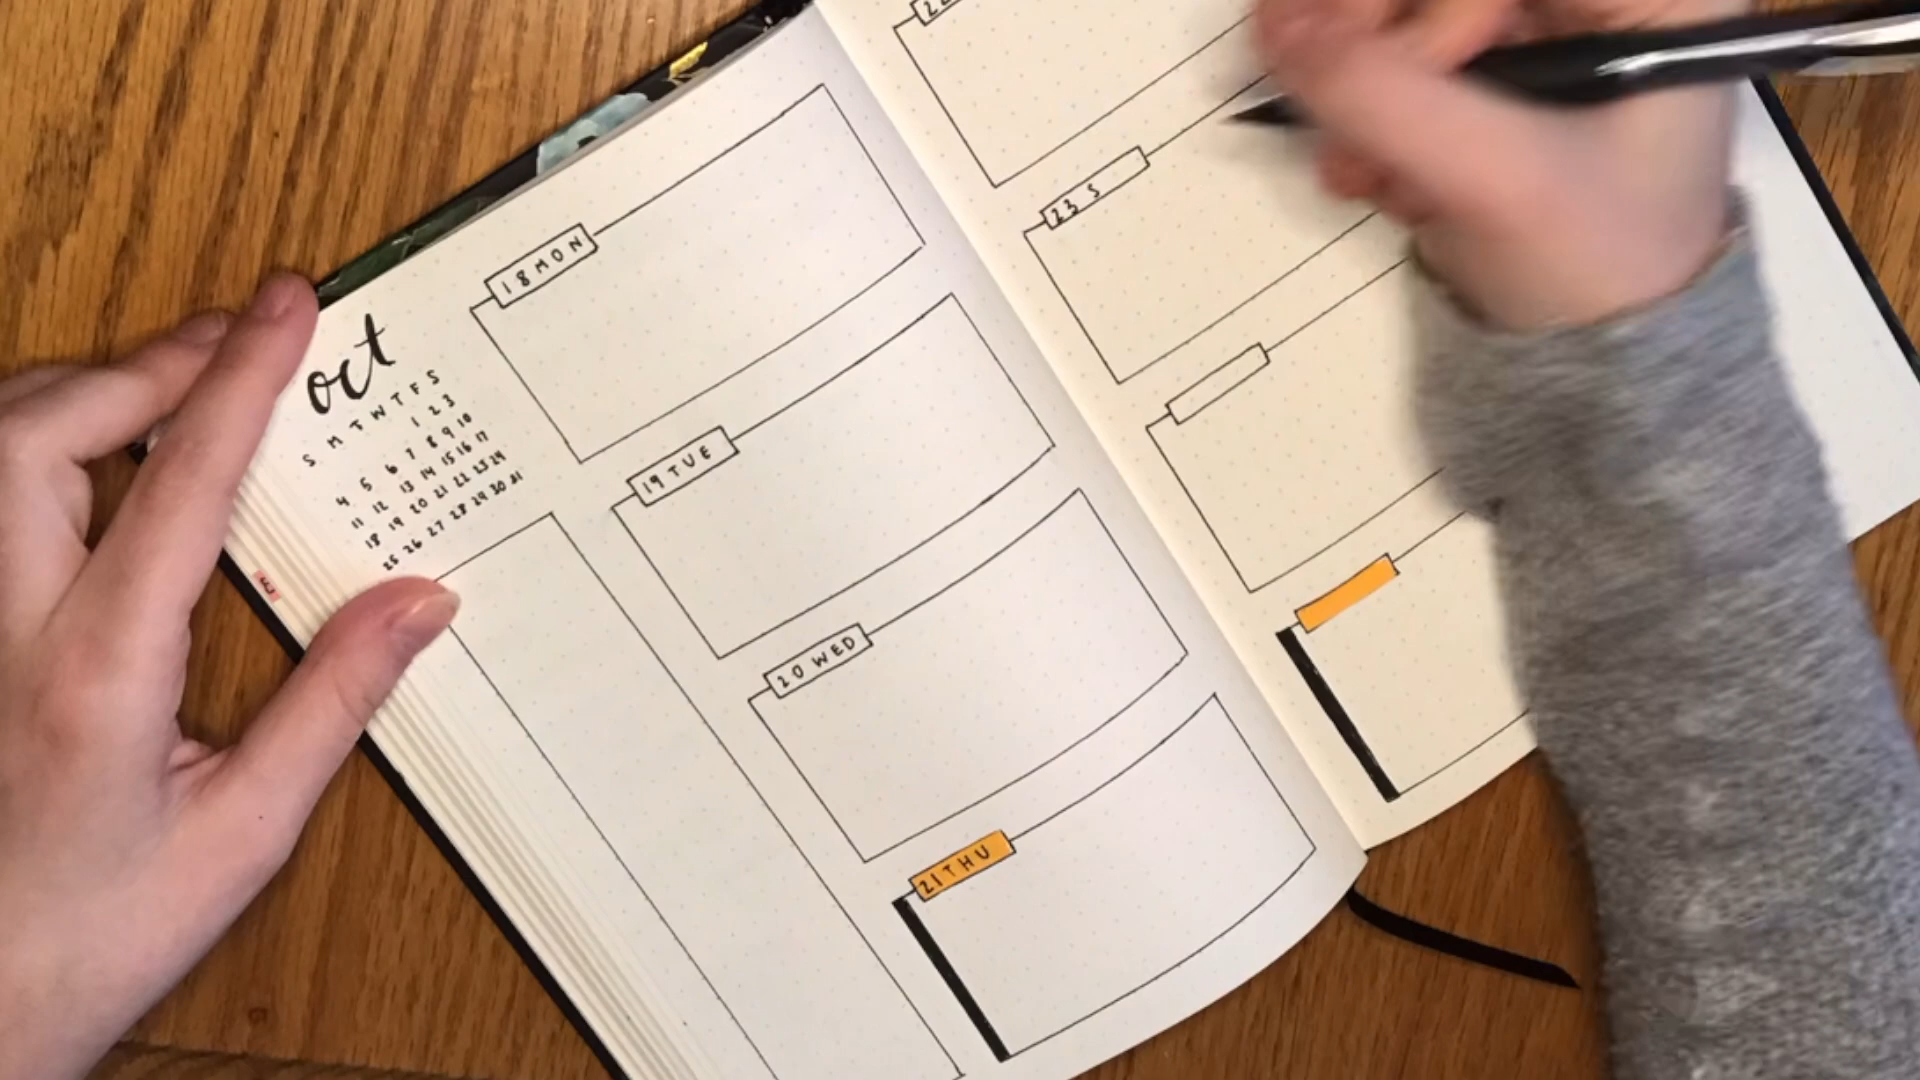 oct
S M T W T F S
1 2 3
4 5 6 7 8 9 10
11 12 13 14 15 16 17
18 19 20 21 22 23 24
25 26 27 28 29 30 31
18 MON
19 TUE
20 WED
21 THU
22
23 S